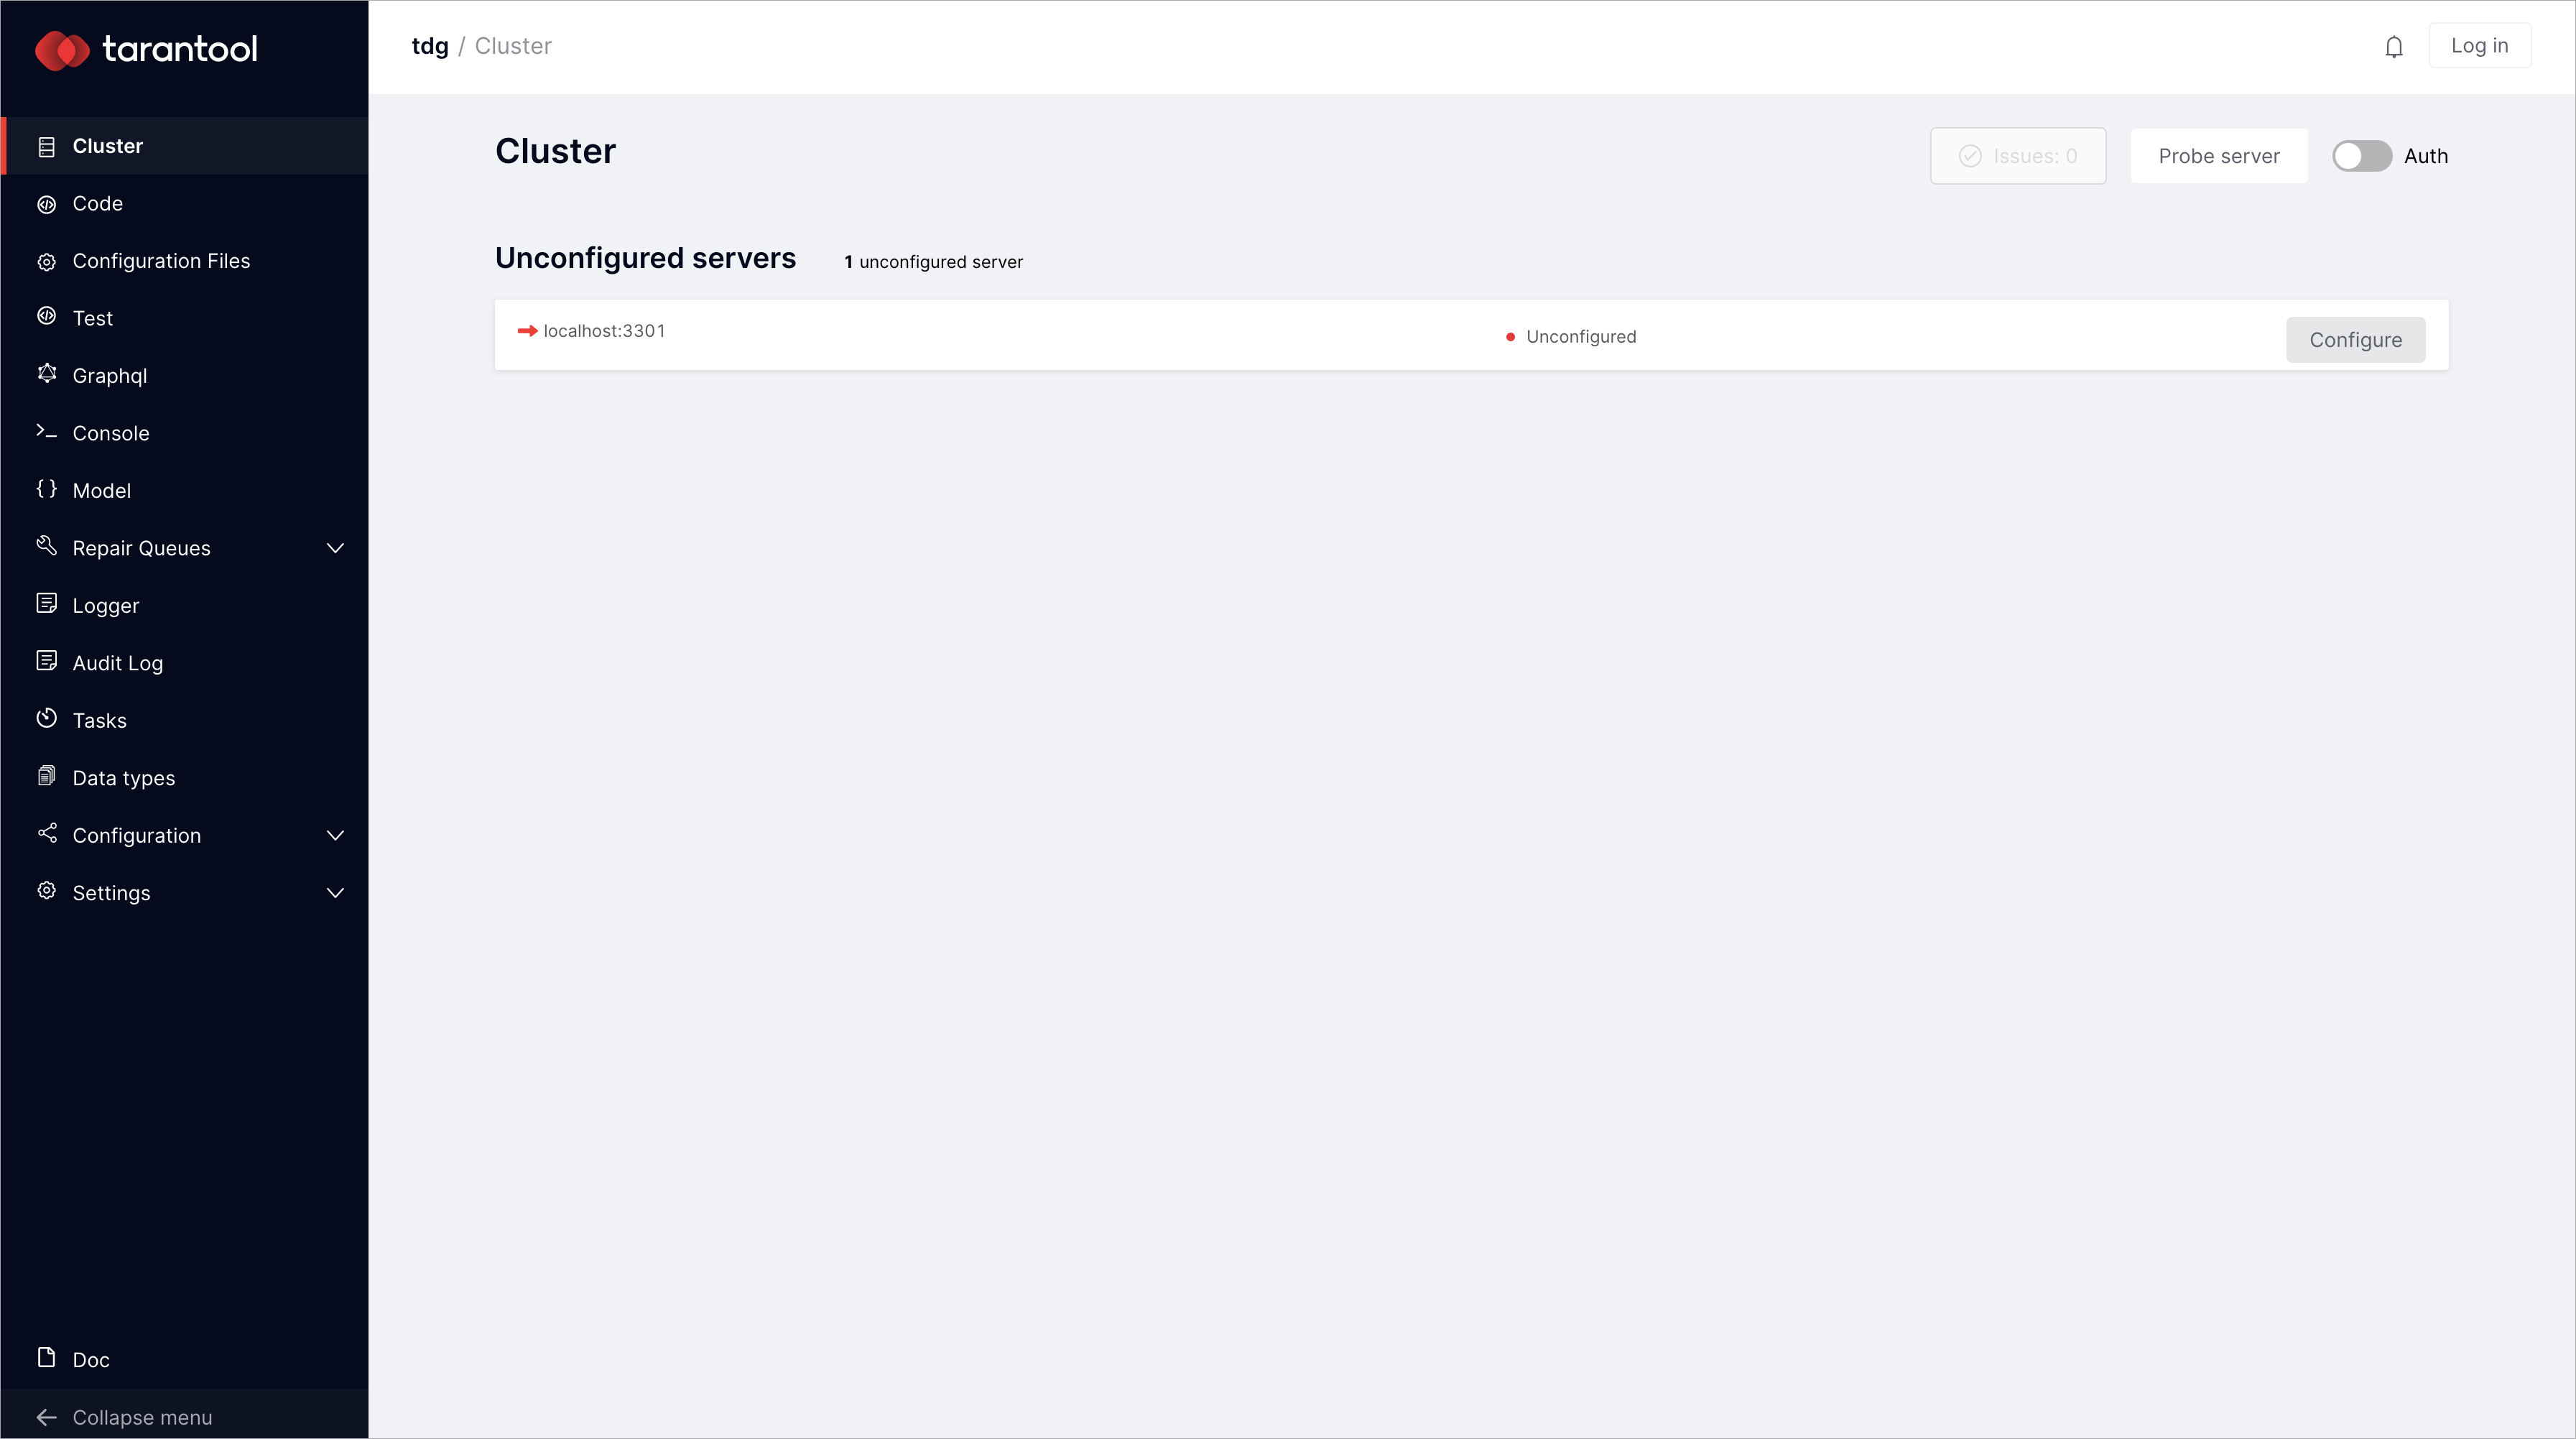 tarantool
Cluster
Code
Configuration Files
Test
Graphql
Console
Model
Repair Queues
Logger
Audit Log
Tasks
Data types
Configuration
Settings
Doc
Collapse menu
tdg / Cluster
Log in
Cluster
Issues: 0
Probe server
Auth
Unconfigured servers 1 unconfigured server
localhost:3301
Unconfigured
Configure